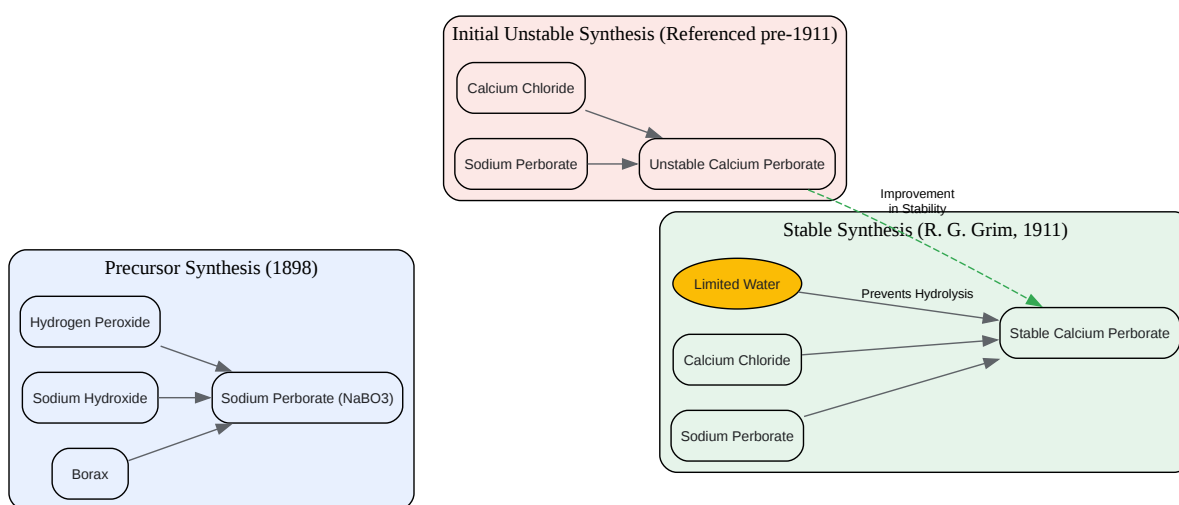 Initial Unstable Synthesis (Referenced pre-1911)
Calcium Chloride
Sodium Perborate
Unstable Calcium Perborate
Improvement
in Stability
Stable Synthesis (R. G. Grim, 1911)
Limited Water
Prevents Hydrolysis
Calcium Chloride
Sodium Perborate
Stable Calcium Perborate
Precursor Synthesis (1898)
Hydrogen Peroxide
Sodium Hydroxide
Borax
Sodium Perborate (NaBO3)